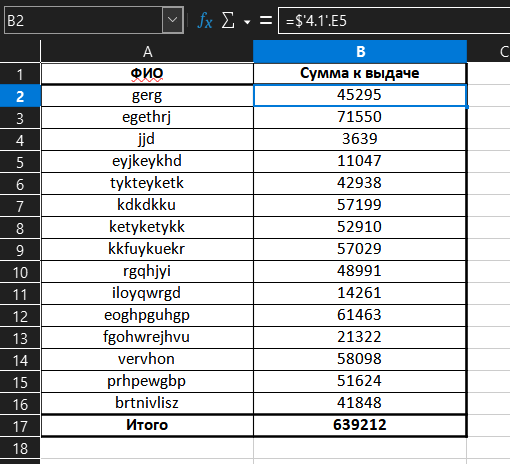 B2 fx Σ = =$'4.1'.E5
A B C
1 ФИО Сумма к выдаче
2 gerg 45295
3 egethrj 71550
4 jjd 3639
5 eyjkeykhd 11047
6 tykteyketk 42938
7 kdkdkku 57199
8 ketyketykk 52910
9 kkfuykuekr 57029
10 rgqhjyi 48991
11 iloyqwrgd 14261
12 eoghpguhgp 61463
13 fgohwrejhvu 21322
14 vervhon 58098
15 prhpewgbp 51624
16 brtnivlisz 41848
17 Итого 639212
18